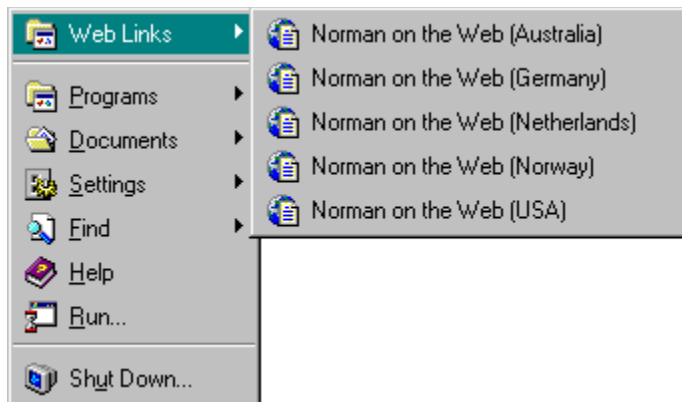 Web Links
Norman on the Web (Australia)
Norman on the Web (Germany)
Norman on the Web (Netherlands)
Norman on the Web (Norway)
Norman on the Web (USA)
Programs
Documents
Settings
Find
Help
Run...
Shut Down...